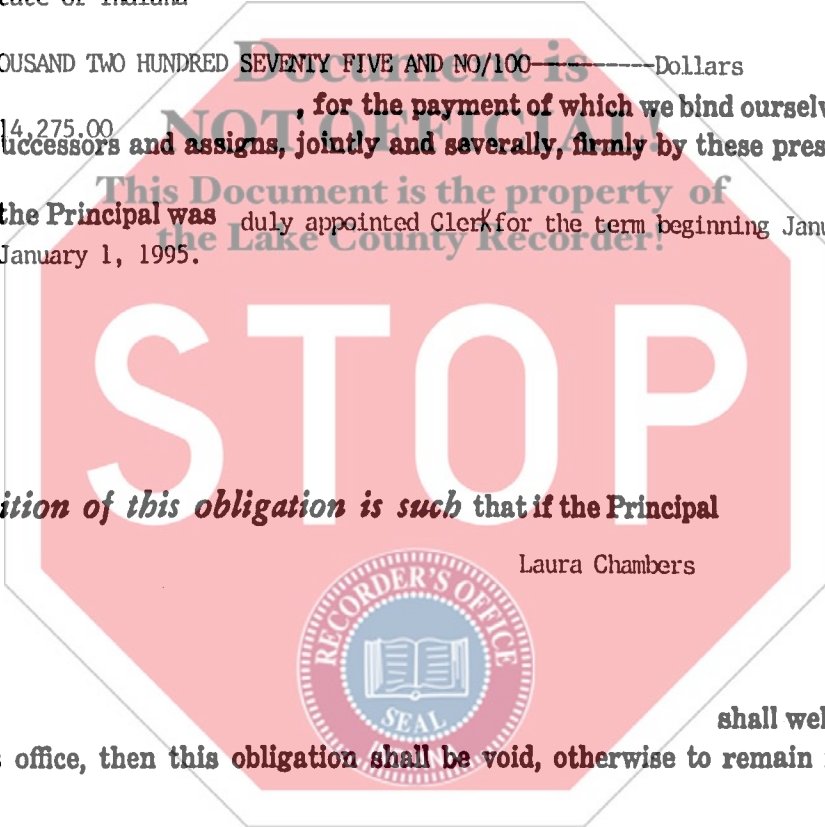 OUSAND TWO HUNDRED SEVENTY FIVE AND NO/100-----------Dollars
Document is
, for the payment of which we bind ourselv
14,275.00
NOT OFFICIAL!
uccessors and assigns, jointly and severally, firmly by these pres
This Document is the property of
the Principal was duly appointed Clerk for the term beginning Janu
the Lake County Recorder!
January 1, 1995.
STOP
ition of this obligation is such that if the Principal
Laura Chambers
RECORDER'S OFFICE
SEAL
shall wel
office, then this obligation shall be void, otherwise to remain